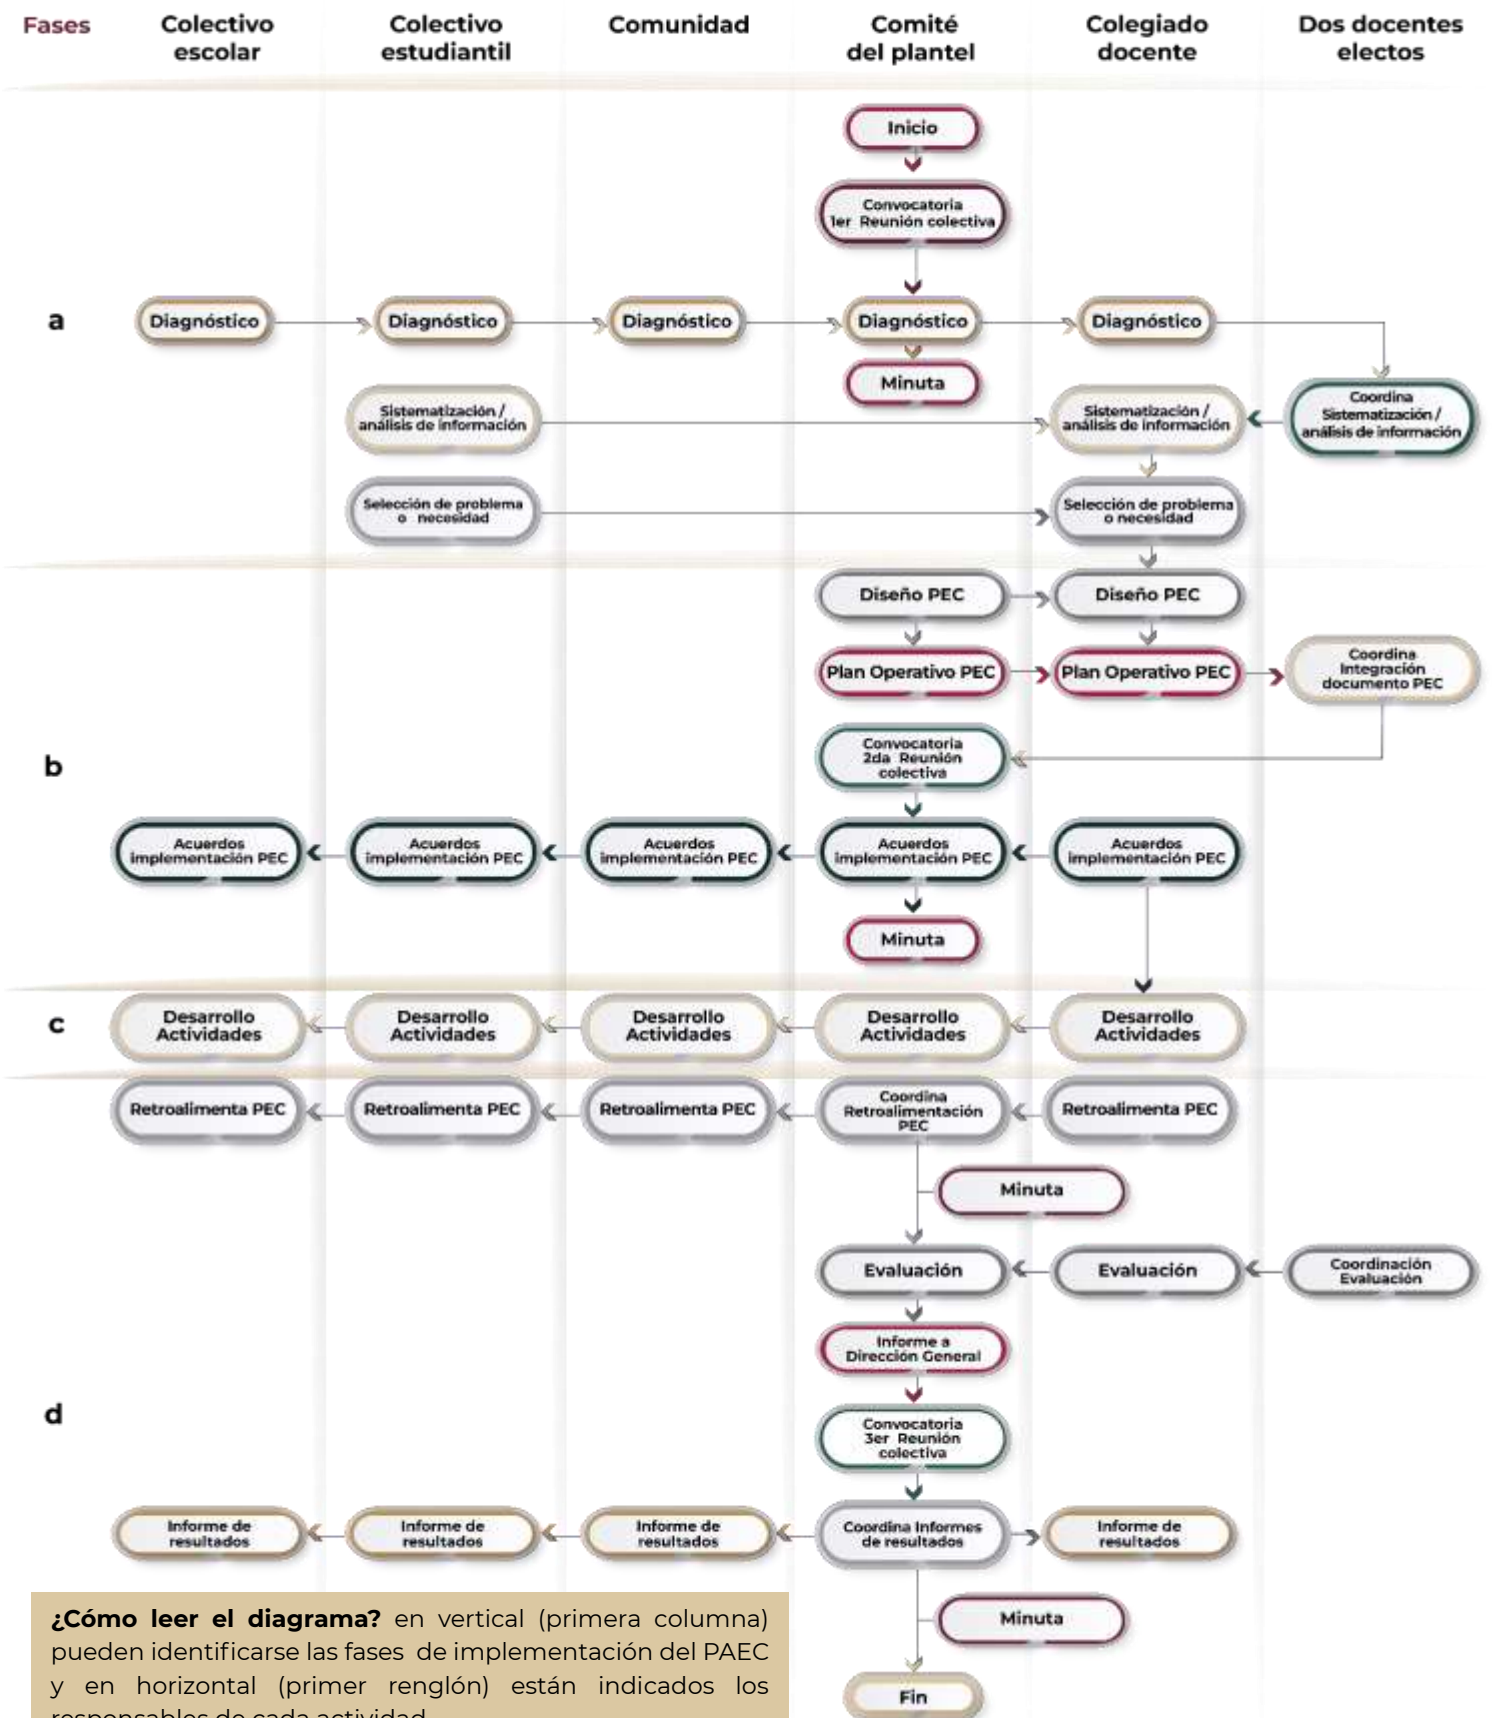 Fases
Colectivo
escolar
Colectivo
estudiantil
Comunidad
Comité
del plantel
Colegiado
docente
Dos docentes
electos
Inicio
Convocatoria
1er Reunión colectiva
a
Diagnóstico
Diagnóstico
Diagnóstico
Diagnóstico
Diagnóstico
Minuta
Sistematización /
análisis de información
Sistematización /
análisis de información
Coordina
Sistematización /
análisis de información
Selección de problema
o necesidad
Selección de problema
o necesidad
Diseño PEC
Diseño PEC
Plan Operativo PEC
Plan Operativo PEC
Coordina
Integración
documento PEC
b
Convocatoria
2da Reunión
colectiva
Acuerdos
implementación PEC
Acuerdos
implementación PEC
Acuerdos
implementación PEC
Acuerdos
implementación PEC
Acuerdos
implementación PEC
Minuta
c
Desarrollo
Actividades
Desarrollo
Actividades
Desarrollo
Actividades
Desarrollo
Actividades
Desarrollo
Actividades
Retroalimenta PEC
Retroalimenta PEC
Retroalimenta PEC
Coordina
Retroalimentación
PEC
Retroalimenta PEC
Minuta
Evaluación
Evaluación
Coordinación
Evaluación
Informe a
Dirección General
d
Convocatoria
3er Reunión
colectiva
Informe de
resultados
Informe de
resultados
Informe de
resultados
Coordina Informes
de resultados
Informe de
resultados
Minuta
Fin
¿Cómo leer el diagrama? en vertical (primera columna)
pueden identificarse las fases de implementación del PAEC
y en horizontal (primer renglón) están indicados los
responsables de cada actividad